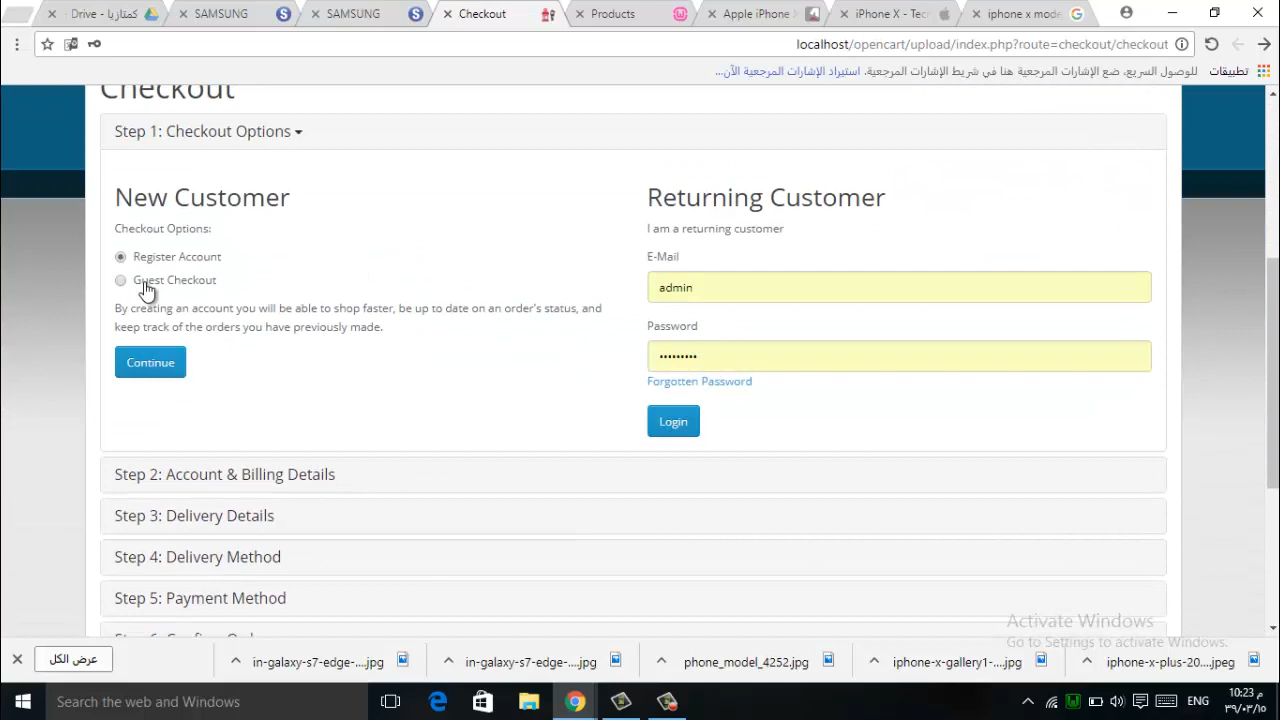 كمتازيا - Drive
SAMSUNG
SAMSUNG
Checkout
Products
Apple iPhone
iPhone X - Tec
iphone x mode
localhost/opencart/upload/index.php?route=checkout/checkout
تطبيقات
للوصول السريع، ضع الإشارات المرجعية هنا في شريط الإشارات المرجعية. استيراد الإشارات المرجعية الآن...
Checkout
Step 1: Checkout Options
New Customer
Checkout Options:
Register Account
Guest Checkout
By creating an account you will be able to shop faster, be up to date on an order's status, and
keep track of the orders you have previously made.
Continue
Returning Customer
I am a returning customer
E-Mail
admin
Password
•••••••••
Forgotten Password
Login
Step 2: Account & Billing Details
Step 3: Delivery Details
Step 4: Delivery Method
Step 5: Payment Method
Activate Windows
Go to Settings to activate Windows.
عرض الكل
in-galaxy-s7-edge-....jpg
in-galaxy-s7-edge-....jpg
phone_model_4252.jpg
iphone-x-gallery1-....jpg
iphone-x-plus-20....jpeg
Search the web and Windows
ENG
10:23 م
٣٩/٠٣/١٥